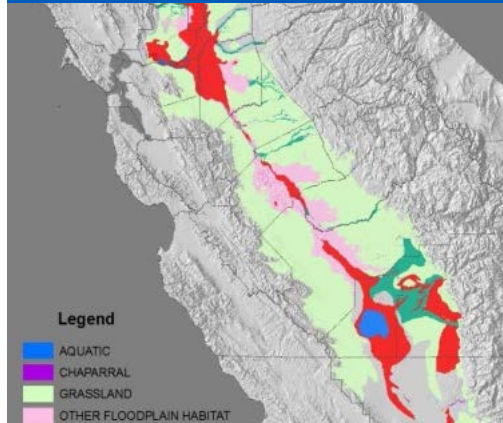 Legend
AQUATIC
CHAPARRAL
GRASSLAND
OTHER FLOODPLAIN HABITAT